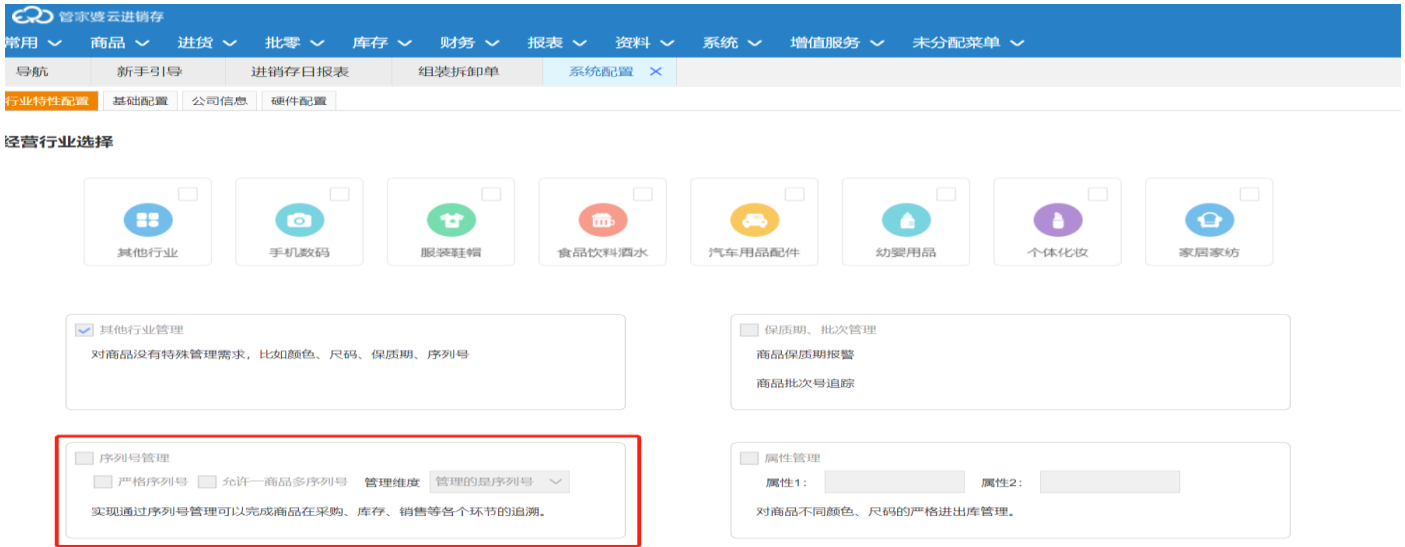 管家婆云进销存
常用 商品 进货 批零 库存 财务 报表 资料 系统 增值服务 未分配菜单
导航 新手引导 进销存日报表 组装拆卸单 系统配置
行业特性配置 基础配置 公司信息 硬件配置
经营行业选择
其他行业 手机数码 服装鞋帽 食品饮料酒水 汽车用品配件 幼婴用品 个体化妆 家居家纺
其他行业管理
对商品没有特殊管理需求，比如颜色、尺码、保质期、序列号
保质期、批次管理
商品保质期报警
商品批次号追踪
序列号管理
严格序列号 允许一商品多序列号 管理维度 管理的是序列号
实现通过序列号管理可以完成商品在采购、库存、销售等各个环节的追溯。
属性管理
属性1: 属性2:
对商品不同颜色、尺码的严格进出库管理。